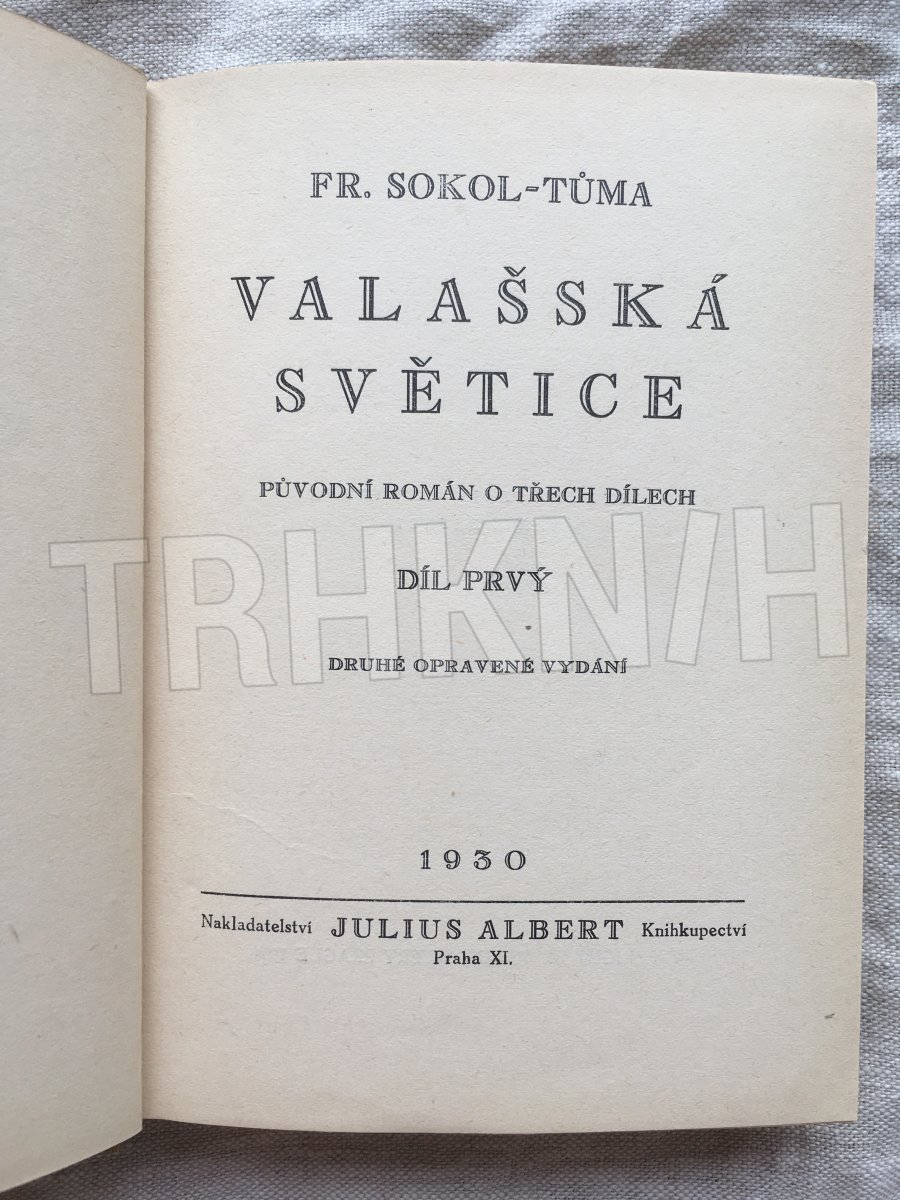 FR. SOKOL-TŮMA
VALAŠSKÁ
SVĚTICE
PŮVODNÍ ROMÁN O TŘECH DÍLECH
TRHKNIH
DÍL PRVÝ
DRUHÉ OPRAVENÉ VYDÁNÍ
1930
Nakladatelství JULIUS ALBERT Knihkupectví
Praha XI.